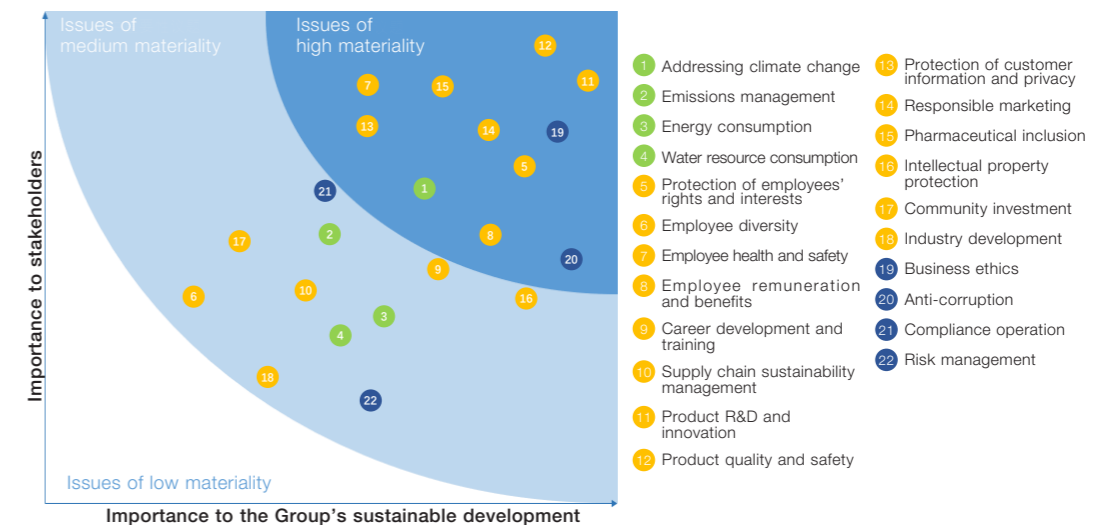 Issues of
medium materiality
Issues of
high materiality
12
11
7
15
13
14
19
5
21
1
2
8
17
20
9
6
10
16
3
4
18
22
Issues of low materiality
Importance to stakeholders
Importance to the Group's sustainable development
1 Addressing climate change
2 Emissions management
3 Energy consumption
4 Water resource consumption
5 Protection of employees'
rights and interests
6 Employee diversity
7 Employee health and safety
8 Employee remuneration
and benefits
9 Career development and
training
10 Supply chain sustainability
management
11 Product R&D and
innovation
12 Product quality and safety
13 Protection of customer
information and privacy
14 Responsible marketing
15 Pharmaceutical inclusion
16 Intellectual property
protection
17 Community investment
18 Industry development
19 Business ethics
20 Anti-corruption
21 Compliance operation
22 Risk management